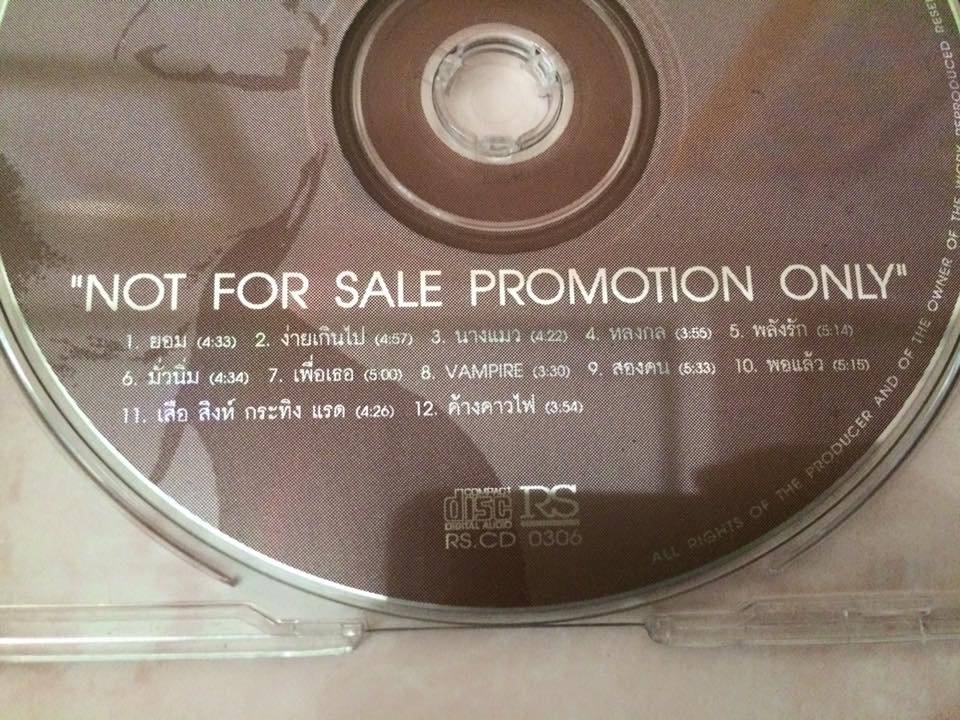 "NOT FOR SALE PROMOTION ONLY"
1. ยอม (4:33) 2. ง่ายเกินไป (4:57) 3. นางแมว (4:22) 4. หลงกล (3:55) 5. พลังรัก (5:14)
6. มั่วนิ่ม (4:34) 7. เพื่อเธอ (5:00) 8. VAMPIRE (3:30) 9. สองคน (5:33) 10. พอแล้ว (5:15)
11. เสือ สิงห์ กระทิง แรด (4:26) 12. ค้างคาวไฟ (3:54)
COMPACT disc DIGITAL AUDIO RS
RS.CD 0306
ALL RIGHTS OF THE PRODUCER AND OF THE OWNER OF THE WORK REPRODUCED